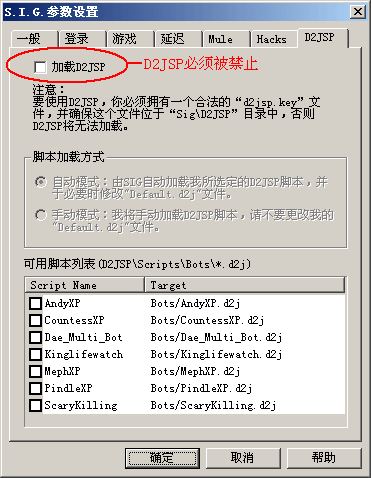 S.I.G.参数设置
一般 登录 游戏 延迟 Mule Hacks D2JSP
加载D2JSP D2JSP必须被禁止
注意：
要使用D2JSP，你必须拥有一个合法的“d2jsp.key”文
件，并确保这个文件位于“Sig\D2JSP”目录中，否则
D2JSP将无法加载。
脚本加载方式
自动模式：由SIG自动加载我所选定的D2JSP脚本，并
于必要时修改"Default.d2j"文件。
手动模式：我将手动加载D2JSP脚本，请不要更改我的
"Default.d2j"文件。
可用脚本列表(D2JSP\Scripts\Bots\*.d2j)
Script Name Target
AndyXP Bots/AndyXP.d2j
CountessXP Bots/CountessXP.d2j
Dae_Multi_Bot Bots/Dae_Multi_Bot.d2j
Kinglifewatch Bots/Kinglifewatch.d2j
MephXP Bots/MephXP.d2j
PindleXP Bots/PindleXP.d2j
ScaryKilling Bots/ScaryKilling.d2j
确定 取消 帮助